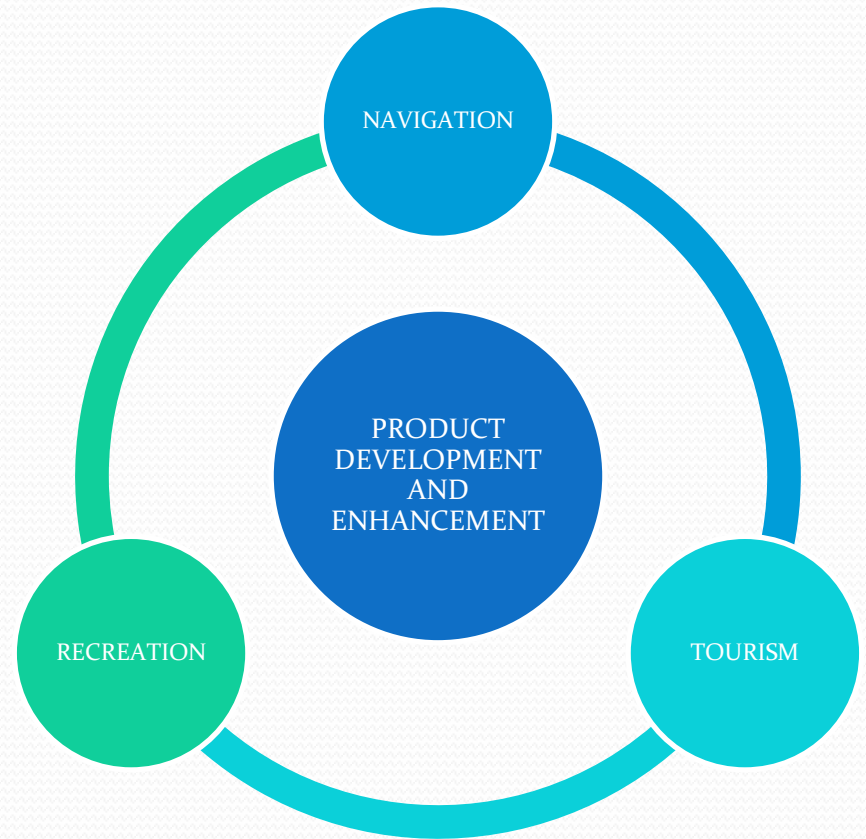 NAVIGATION
PRODUCT
DEVELOPMENT
AND
ENHANCEMENT
RECREATION
TOURISM